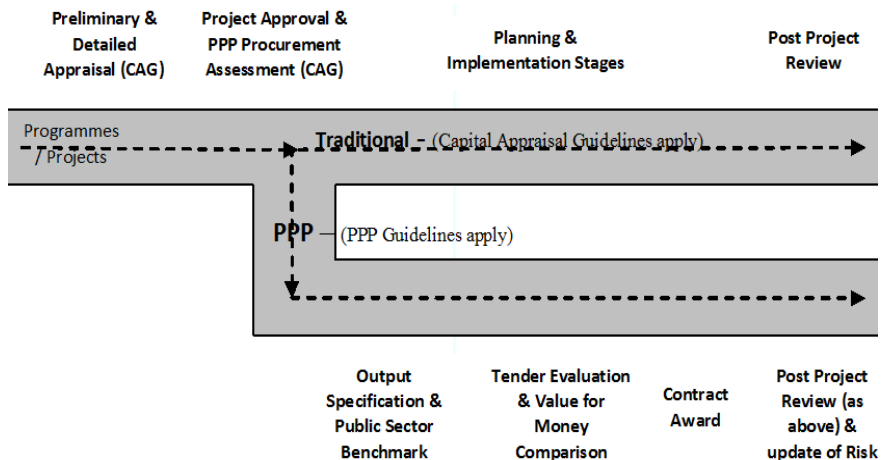 Preliminary &
Detailed
Appraisal (CAG)
Project Approval &
PPP Procurement
Assessment (CAG)
Planning &
Implementation Stages
Post Project
Review
Programmes
/ Projects
Traditional – (Capital Appraisal Guidelines apply)
PPP – (PPP Guidelines apply)
Output
Specification &
Public Sector
Benchmark
Tender Evaluation
& Value for
Money
Comparison
Contract
Award
Post Project
Review (as
above) &
update of Risk